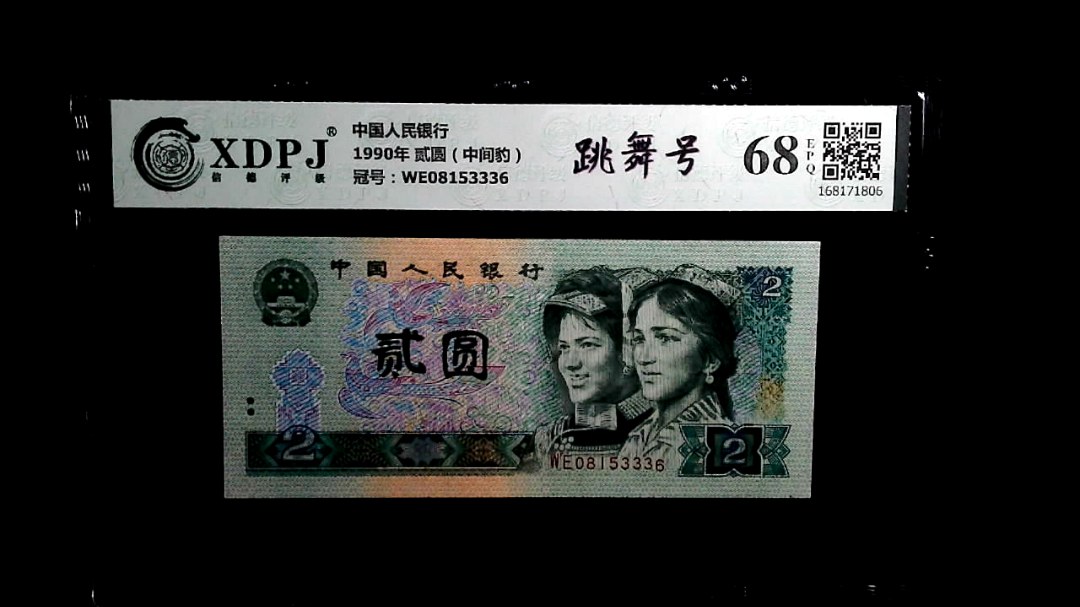 XDPJ®
信德评级
中国人民银行
1990年 贰圆（中间豹）
冠号：WE08153336
跳舞号
68
EPQ
168171806
中国人民银行
2
贰圆
2
2
WE08153336